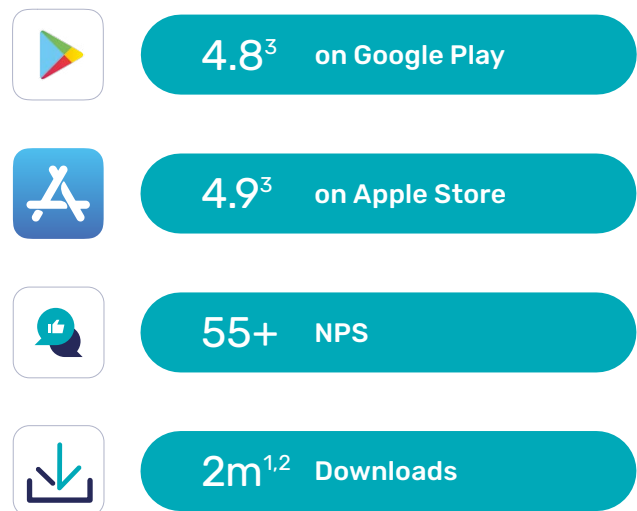 4.8³ on Google Play
4.9³ on Apple Store
55+ NPS
2m¹,² Downloads